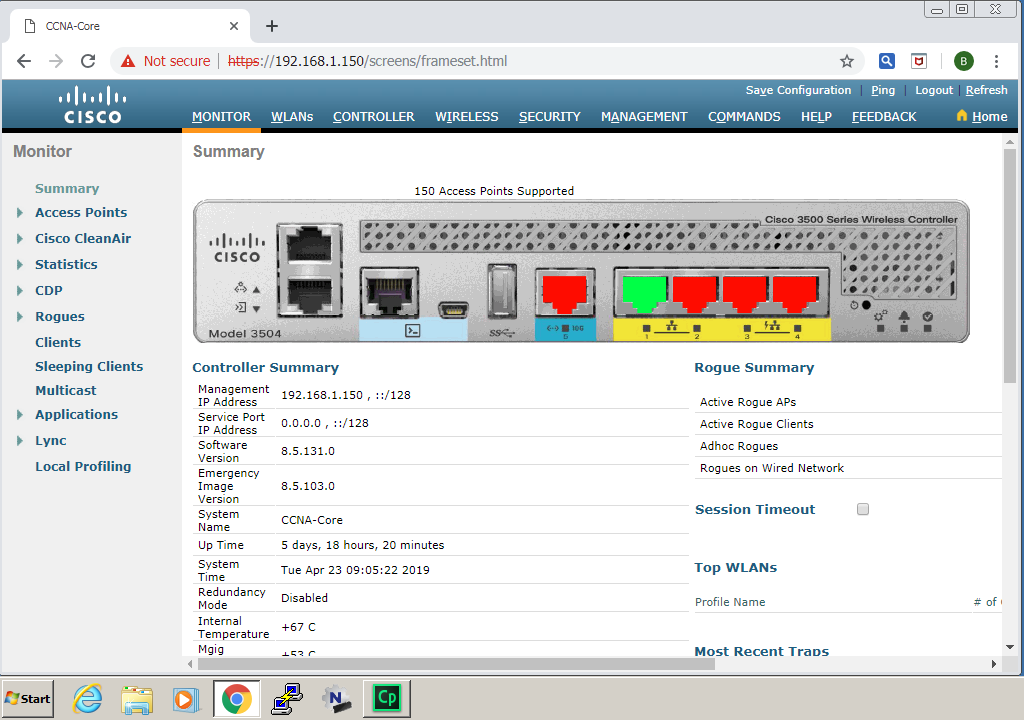 CCNA-Core
Not secure
https://192.168.1.150/screens/frameset.html
B
Save Configuration | Ping | Logout | Refresh
CISCO
MONITOR WLANs CONTROLLER WIRELESS SECURITY MANAGEMENT COMMANDS HELP FEEDBACK Home
Monitor
Summary
Access Points
Cisco CleanAir
Statistics
CDP
Rogues
Clients
Sleeping Clients
Multicast
Applications
Lync
Local Profiling
Summary
150 Access Points Supported
Cisco 3500 Series Wireless Controller
CISCO
Model 3504
SS
10G
5
1 2 3 4
Controller Summary
Management
IP Address
192.168.1.150 , ::/128
Service Port
IP Address
0.0.0.0 , ::/128
Software
Version
8.5.131.0
Emergency
Image
Version
8.5.103.0
System
Name
CCNA-Core
Up Time
5 days, 18 hours, 20 minutes
System
Time
Tue Apr 23 09:05:22 2019
Redundancy
Mode
Disabled
Internal
Temperature
+67 C
Mgig
+53 C
Rogue Summary
Active Rogue APs
Active Rogue Clients
Adhoc Rogues
Rogues on Wired Network
Session Timeout
Top WLANs
Profile Name
# of
Most Recent Traps
Start
N
Cp